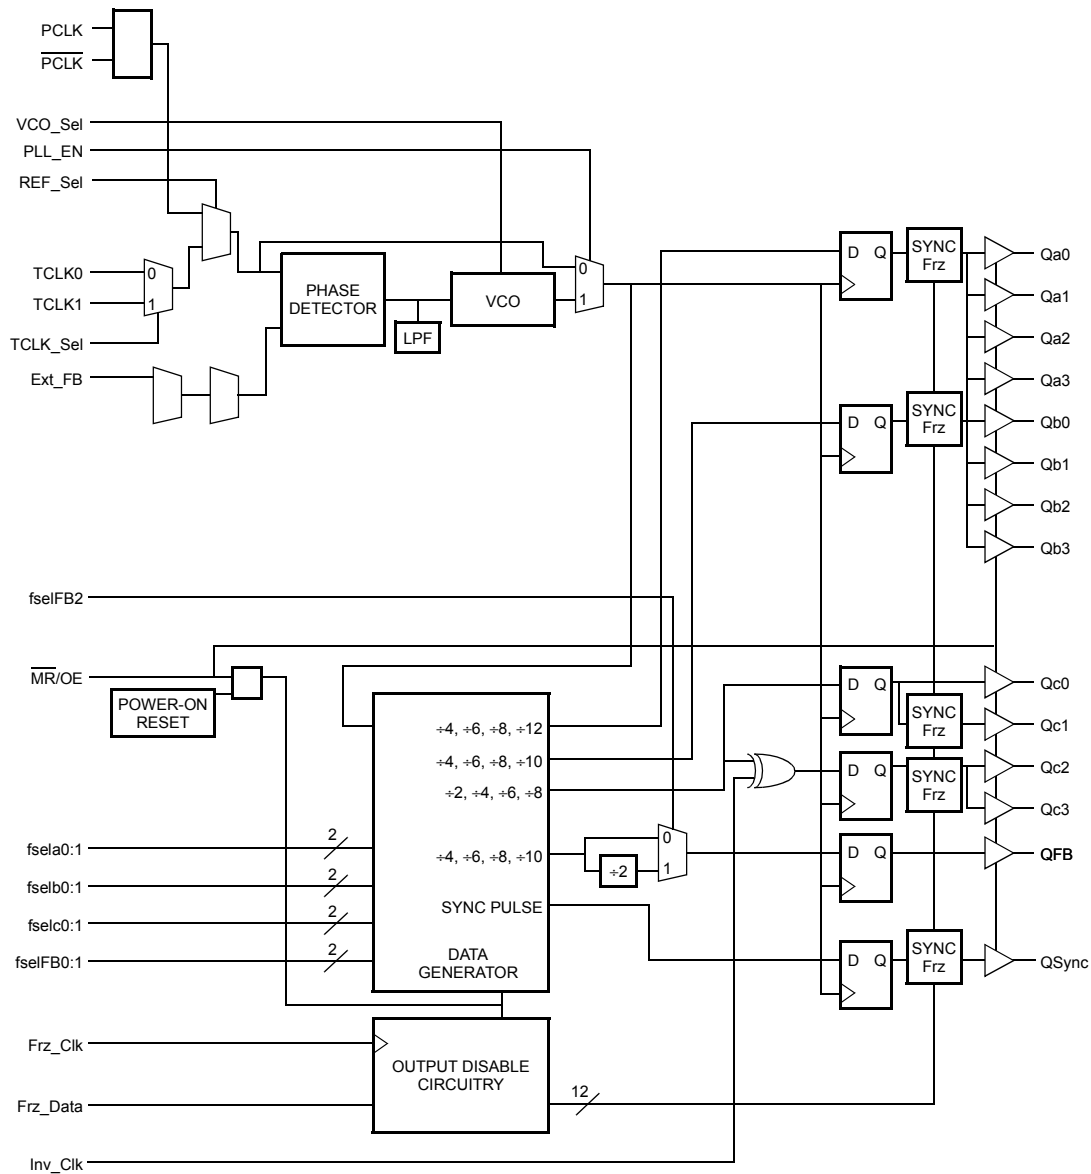 PCLK
PCLK
VCO_Sel
PLL_EN
REF_Sel
TCLK0
TCLK1
TCLK_Sel
Ext_FB
0
1
PHASE
DETECTOR
LPF
VCO
0
1
D Q
SYNC
Frz
Qa0
Qa1
Qa2
Qa3
D Q
SYNC
Frz
Qb0
Qb1
Qb2
Qb3
fselFB2
MR/OE
POWER-ON
RESET
÷4, ÷6, ÷8, ÷12
÷4, ÷6, ÷8, ÷10
÷2, ÷4, ÷6, ÷8
÷4, ÷6, ÷8, ÷10
SYNC PULSE
DATA
GENERATOR
0
1
÷2
D Q
Qc0
SYNC
Frz
Qc1
D Q
SYNC
Frz
Qc2
Qc3
D Q
QFB
D Q
SYNC
Frz
QSync
fsela0:1
2
fselb0:1
2
fselc0:1
2
fselFB0:1
2
Frz_Clk
OUTPUT DISABLE
CIRCUITRY
12
Frz_Data
Inv_Clk